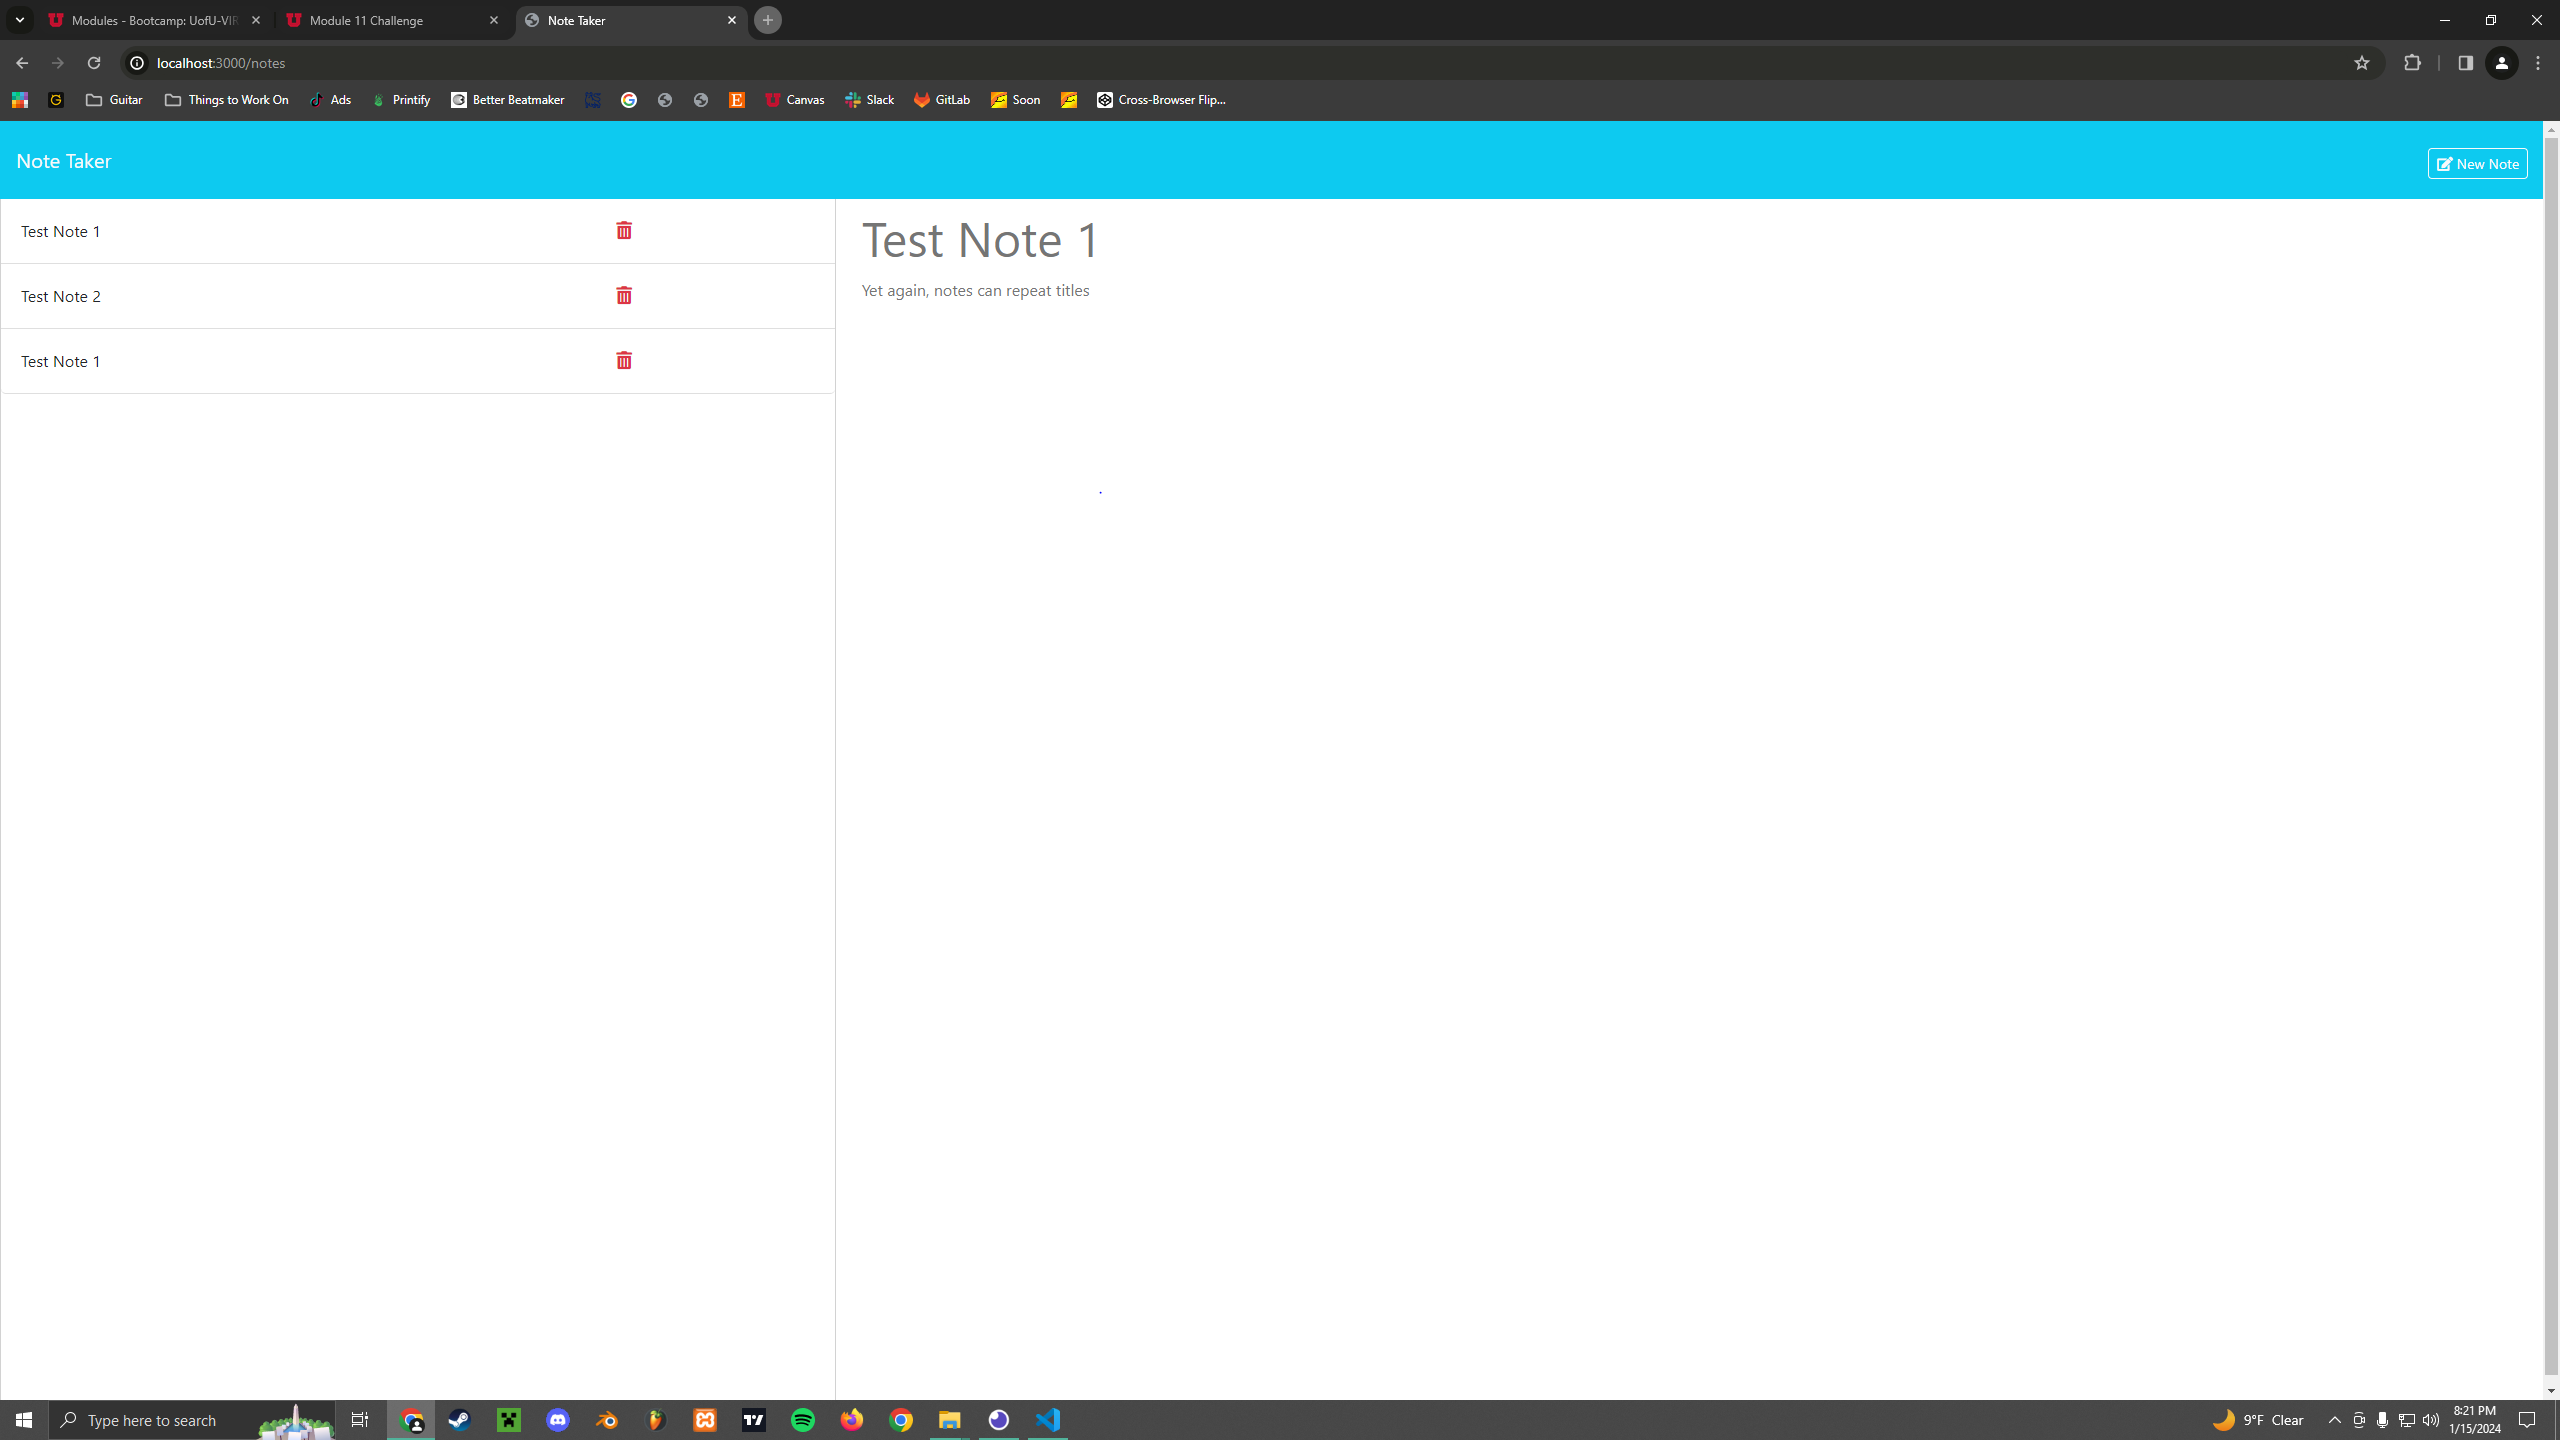 Modules - Bootcamp: UofU-VIR
Module 11 Challenge
Note Taker
localhost:3000/notes
Guitar
Things to Work On
Ads
Printify
Better Beatmaker
Canvas
Slack
GitLab
Soon
Cross-Browser Flip...
Note Taker
New Note
Test Note 1
Test Note 2
Test Note 1
Test Note 1
Yet again, notes can repeat titles
Type here to search
9°F Clear
8:21 PM
1/15/2024